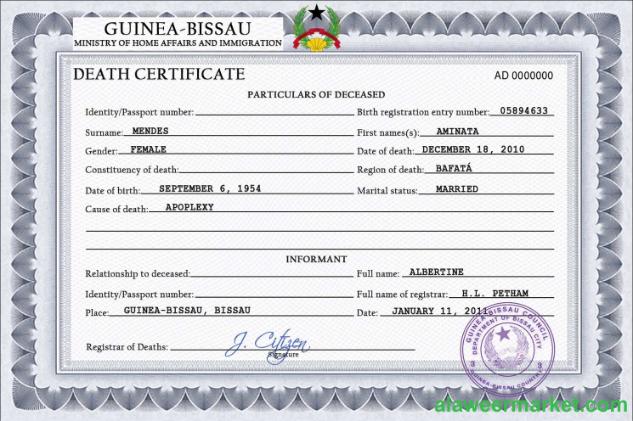 GUINEA-BISSAU
MINISTRY OF HOME AFFAIRS AND IMMIGRATION
DEATH CERTIFICATE AD 0000000
PARTICULARS OF DECEASED
Identity/Passport number: Birth registration entry number: 05894633
Surname: MENDES First names(s): AMINATA
Gender: FEMALE Date of death: DECEMBER 18, 2010
Constituency of death: Region of death: BAFATÁ
Date of birth: SEPTEMBER 6, 1954 Marital status: MARRIED
Cause of death: APOPLEXY
INFORMANT
Relationship to deceased: Full name: ALBERTINE
Identity/Passport number: Full name of registrar: H.L. PETHAM
Place: GUINEA-BISSAU, BISSAU Date: JANUARY 11, 2011
Registrar of Deaths: J. Citizen
Signature
GUINEA-BISSAU COUNCIL
DEPARTMENT OF BISSAU CITY
GUINEA-BISSAU COUNTRY
alaweermarket.com